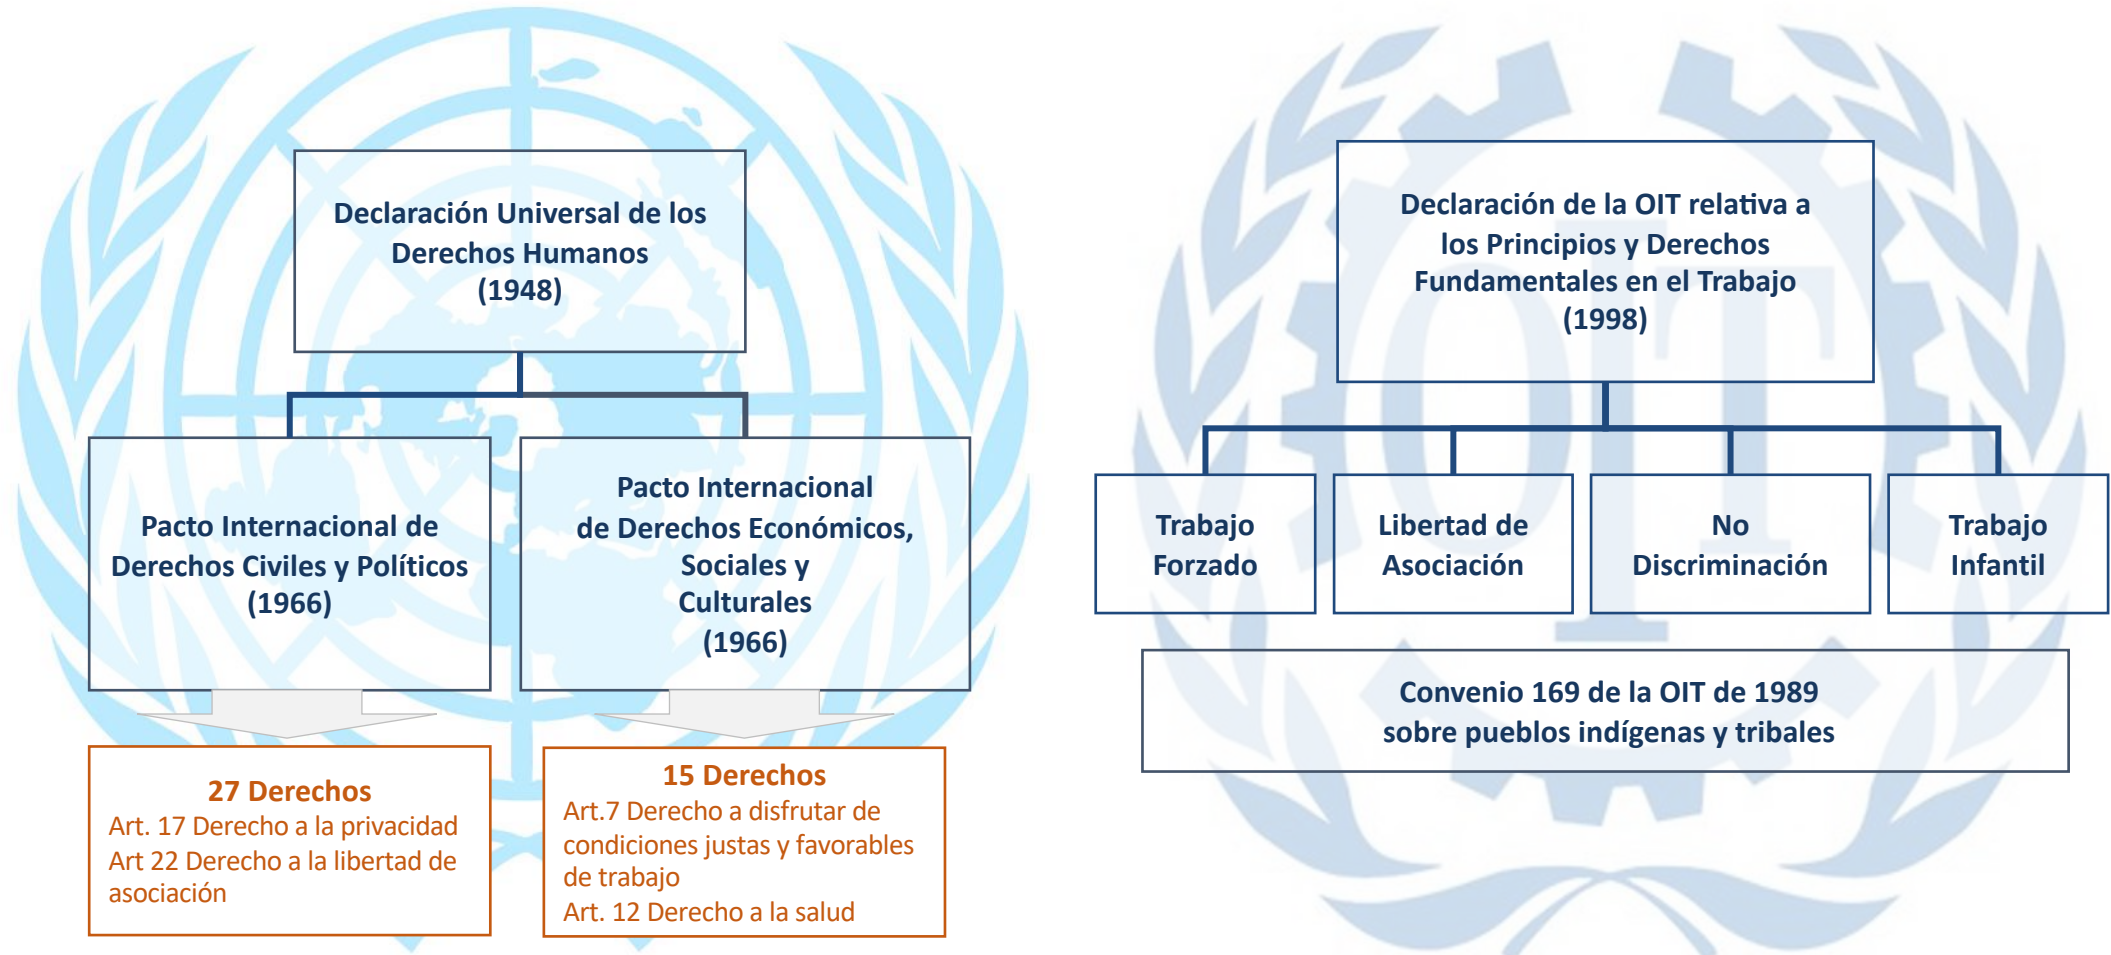 Declaración Universal de los
Derechos Humanos
(1948)
Pacto Internacional de
Derechos Civiles y Políticos
(1966)
Pacto Internacional
de Derechos Económicos,
Sociales y
Culturales
(1966)
27 Derechos
Art. 17 Derecho a la privacidad
Art 22 Derecho a la libertad de
asociación
15 Derechos
Art.7 Derecho a disfrutar de
condiciones justas y favorables
de trabajo
Art. 12 Derecho a la salud
Declaración de la OIT relativa a
los Principios y Derechos
Fundamentales en el Trabajo
(1998)
Trabajo
Forzado
Libertad de
Asociación
No
Discriminación
Trabajo
Infantil
Convenio 169 de la OIT de 1989
sobre pueblos indígenas y tribales
OIT